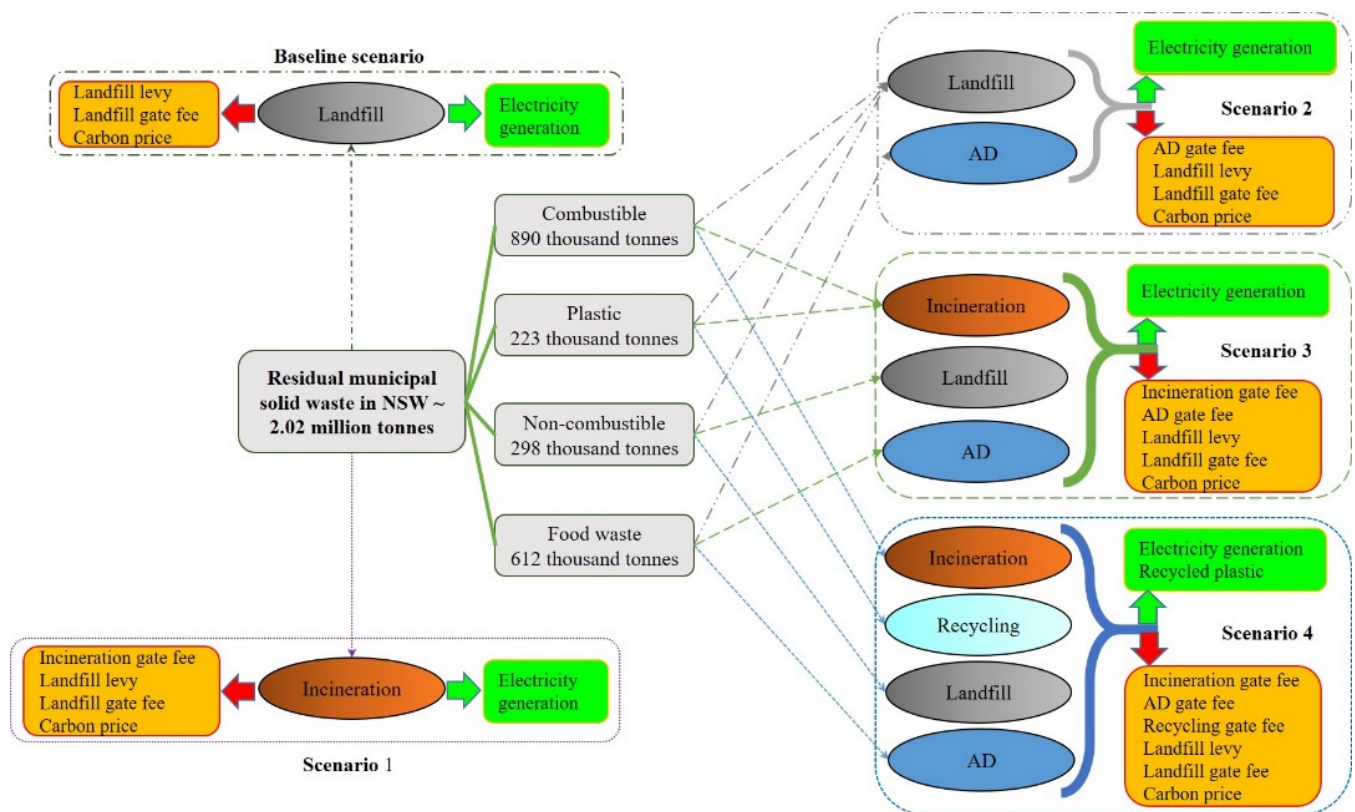 Baseline scenario
Landfill levy
Landfill gate fee
Carbon price
Landfill
Electricity
generation
Residual municipal
solid waste in NSW ~
2.02 million tonnes
Combustible
890 thousand tonnes
Plastic
223 thousand tonnes
Non-combustible
298 thousand tonnes
Food waste
612 thousand tonnes
Incineration gate fee
Landfill levy
Landfill gate fee
Carbon price
Incineration
Electricity
generation
Scenario 1
Landfill
AD
Electricity generation
Scenario 2
AD gate fee
Landfill levy
Landfill gate fee
Carbon price
Incineration
Landfill
AD
Electricity generation
Scenario 3
Incineration gate fee
AD gate fee
Landfill levy
Landfill gate fee
Carbon price
Incineration
Recycling
Landfill
AD
Electricity generation
Recycled plastic
Scenario 4
Incineration gate fee
AD gate fee
Recycling gate fee
Landfill levy
Landfill gate fee
Carbon price